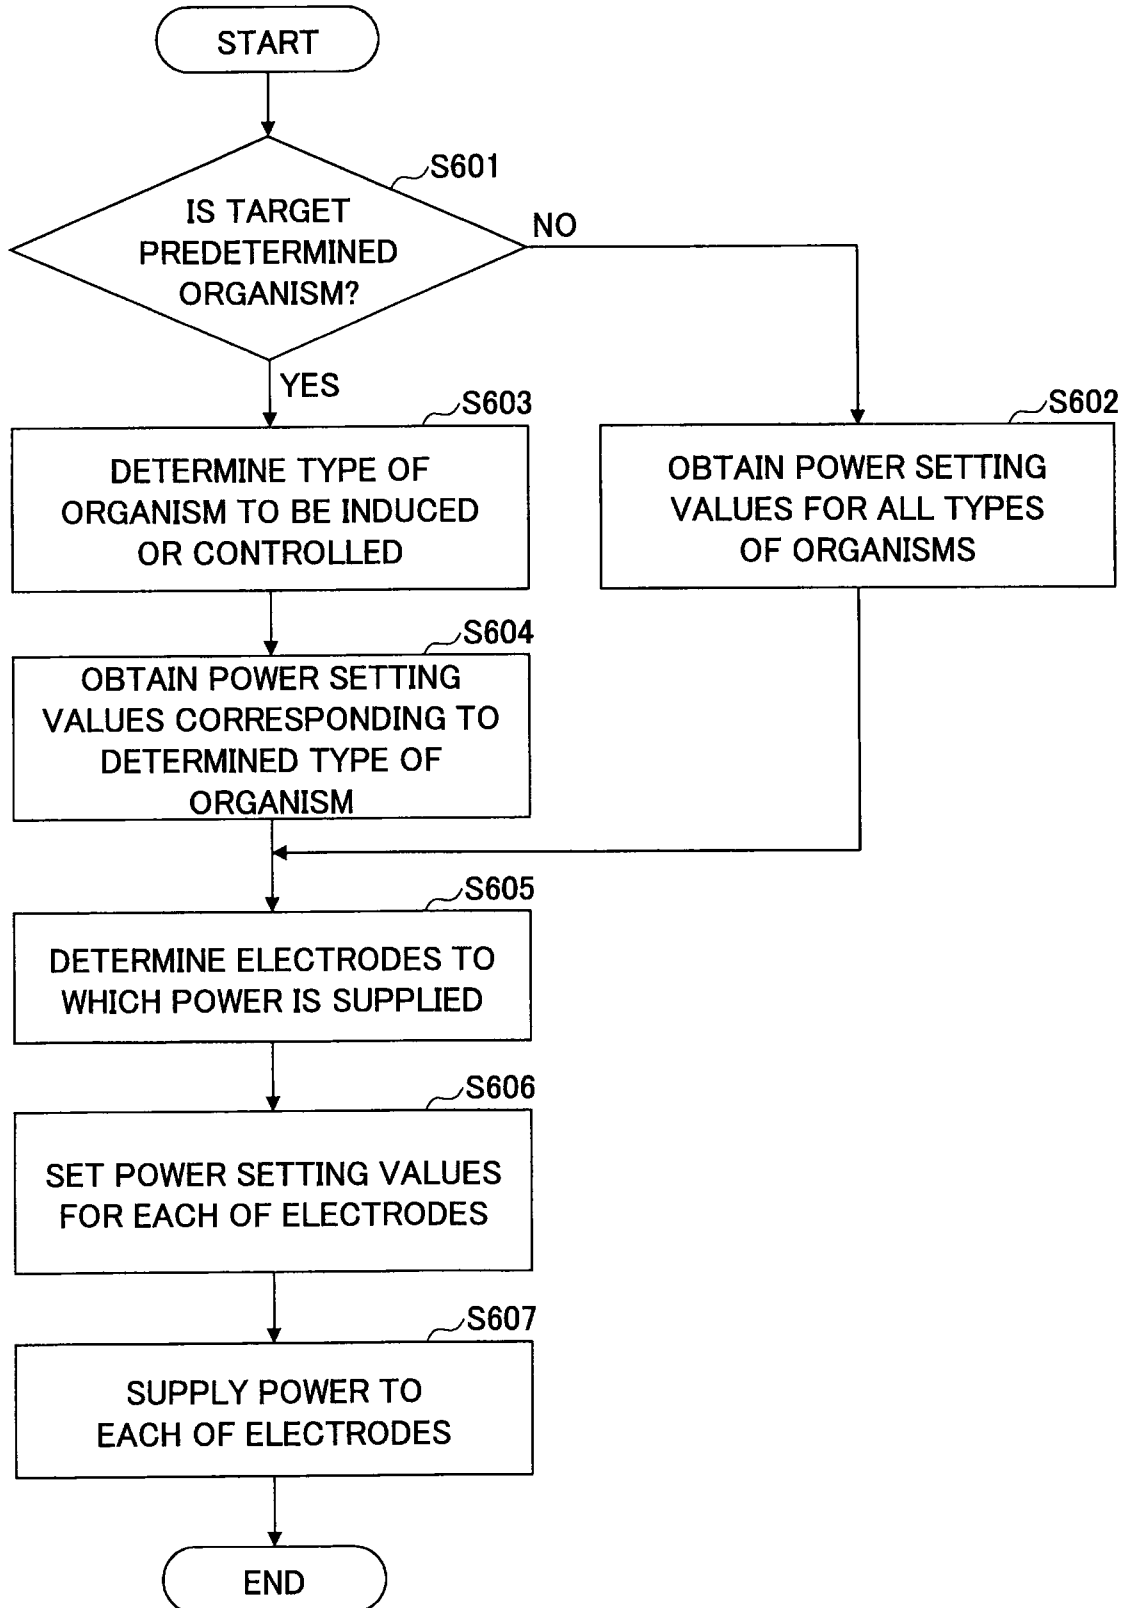 START
S601
IS TARGET
PREDETERMINED
ORGANISM?
NO
YES
S603
DETERMINE TYPE OF
ORGANISM TO BE INDUCED
OR CONTROLLED
S602
OBTAIN POWER SETTING
VALUES FOR ALL TYPES
OF ORGANISMS
S604
OBTAIN POWER SETTING
VALUES CORRESPONDING TO
DETERMINED TYPE OF
ORGANISM
S605
DETERMINE ELECTRODES TO
WHICH POWER IS SUPPLIED
S606
SET POWER SETTING VALUES
FOR EACH OF ELECTRODES
S607
SUPPLY POWER TO
EACH OF ELECTRODES
END